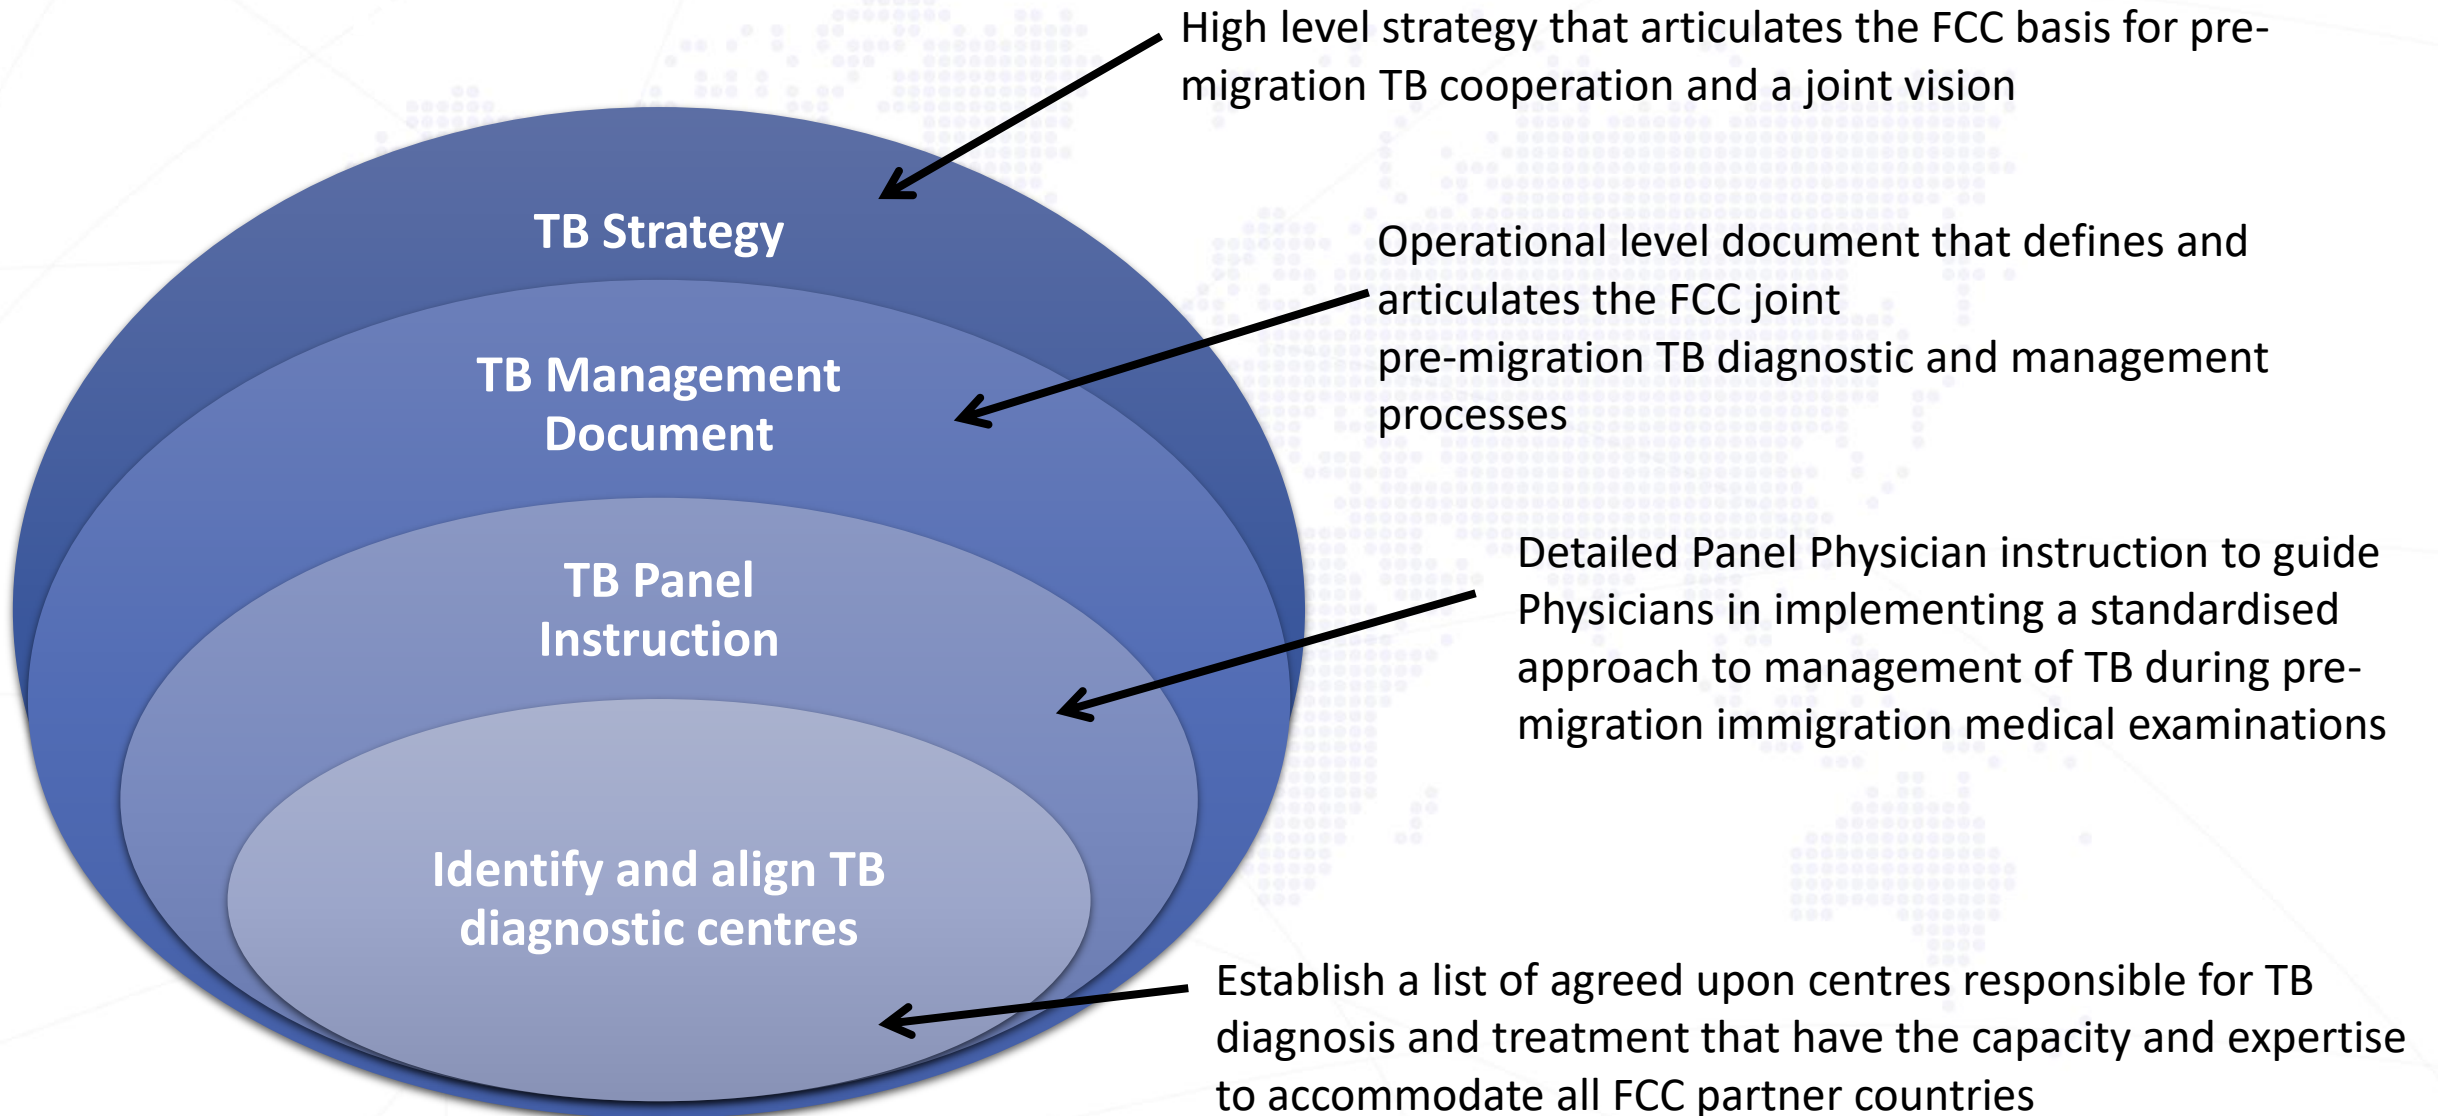 High level strategy that articulates the FCC basis for pre-
migration TB cooperation and a joint vision
TB Strategy
Operational level document that defines and
articulates the FCC joint
pre-migration TB diagnostic and management
processes
TB Management
Document
Detailed Panel Physician instruction to guide
Physicians in implementing a standardised
approach to management of TB during pre-
migration immigration medical examinations
TB Panel
Instruction
Identify and align TB
diagnostic centres
Establish a list of agreed upon centres responsible for TB
diagnosis and treatment that have the capacity and expertise
to accommodate all FCC partner countries